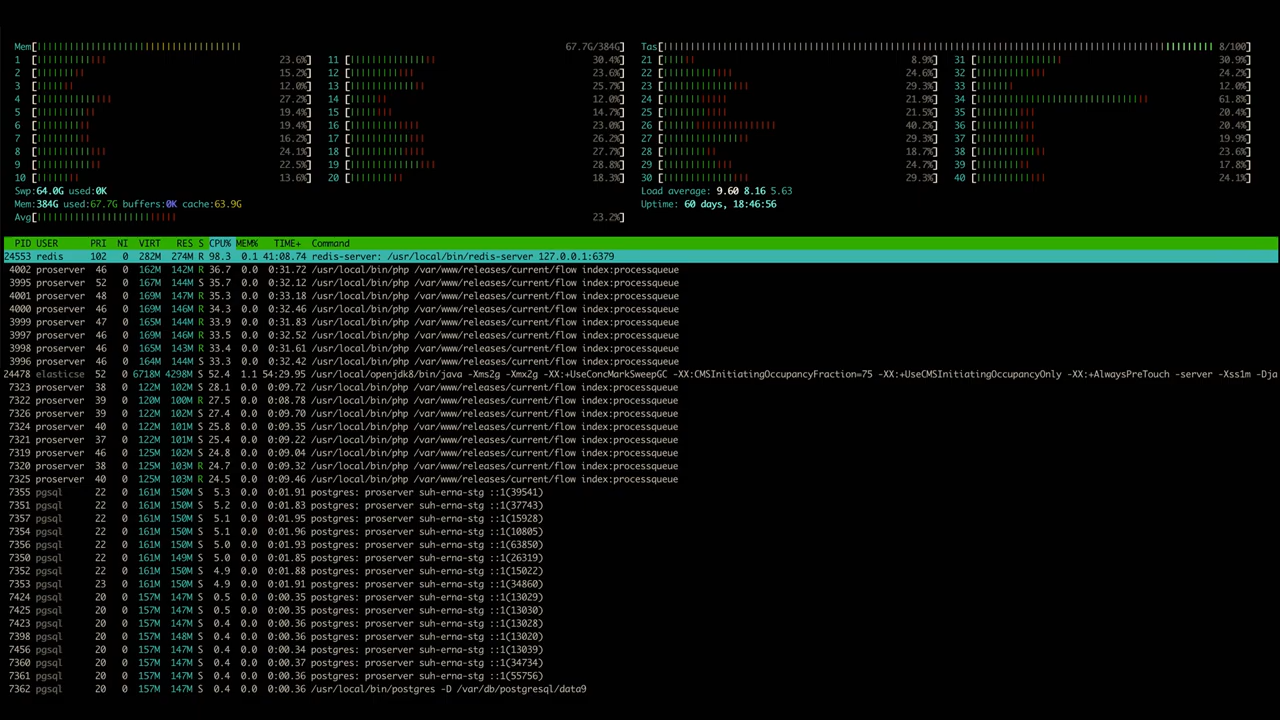 Mem[ 67.7G/384G] Tas[ 8/100]
1 [ 23.6%] 11 [ 30.4%] 21 [ 8.9%] 31 [ 30.9%]
2 [ 15.2%] 12 [ 23.6%] 22 [ 24.6%] 32 [ 24.2%]
3 [ 12.0%] 13 [ 25.7%] 23 [ 29.3%] 33 [ 12.0%]
4 [ 27.2%] 14 [ 12.0%] 24 [ 21.9%] 34 [ 61.8%]
5 [ 19.4%] 15 [ 14.7%] 25 [ 21.5%] 35 [ 20.4%]
6 [ 19.4%] 16 [ 23.0%] 26 [ 40.2%] 36 [ 20.4%]
7 [ 16.2%] 17 [ 26.2%] 27 [ 29.3%] 37 [ 19.9%]
8 [ 24.1%] 18 [ 27.7%] 28 [ 18.7%] 38 [ 23.6%]
9 [ 22.5%] 19 [ 28.8%] 29 [ 24.7%] 39 [ 17.8%]
10 [ 13.6%] 20 [ 18.3%] 30 [ 29.3%] 40 [ 24.1%]
Swp:64.0G used:0K Load average: 9.60 8.16 5.63
Mem:384G used:67.7G buffers:0K cache:63.9G Uptime: 60 days, 18:46:56
Avg[ 23.2%]
PID USER PRI NI VIRT RES S CPU% MEM% TIME+ Command
24553 redis 102 0 282M 274M R 98.3 0.1 41:08.74 redis-server: /usr/local/bin/redis-server 127.0.0.1:6379
4002 proserver 46 0 162M 142M R 36.7 0.0 0:31.72 /usr/local/bin/php /var/www/releases/current/flow index:processqueue
3995 proserver 52 0 167M 144M S 35.7 0.0 0:32.12 /usr/local/bin/php /var/www/releases/current/flow index:processqueue
4001 proserver 48 0 169M 147M R 35.3 0.0 0:33.18 /usr/local/bin/php /var/www/releases/current/flow index:processqueue
4000 proserver 46 0 169M 147M R 34.3 0.0 0:32.46 /usr/local/bin/php /var/www/releases/current/flow index:processqueue
3999 proserver 47 0 165M 144M R 33.9 0.0 0:31.83 /usr/local/bin/php /var/www/releases/current/flow index:processqueue
3997 proserver 46 0 169M 146M R 33.5 0.0 0:32.52 /usr/local/bin/php /var/www/releases/current/flow index:processqueue
3998 proserver 46 0 165M 143M R 33.4 0.0 0:31.61 /usr/local/bin/php /var/www/releases/current/flow index:processqueue
3996 proserver 46 0 164M 144M S 33.3 0.0 0:32.42 /usr/local/bin/php /var/www/releases/current/flow index:processqueue
24478 elasticse 52 0 6718M 4298M S 52.4 1.1 54:29.95 /usr/local/openjdk8/bin/java -Xms2g -Xmx2g -XX:+UseConcMarkSweepGC -XX:CMSInitiatingOccupancyFraction=75 -XX:+UseCMSInitiatingOccupancyOnly -XX:+AlwaysPreTouch -server -Xss1m -Dja
7323 proserver 38 0 122M 102M S 28.1 0.0 0:09.72 /usr/local/bin/php /var/www/releases/current/flow index:processqueue
7322 proserver 39 0 120M 100M R 27.5 0.0 0:08.78 /usr/local/bin/php /var/www/releases/current/flow index:processqueue
7326 proserver 39 0 122M 102M S 27.4 0.0 0:09.70 /usr/local/bin/php /var/www/releases/current/flow index:processqueue
7324 proserver 40 0 122M 101M S 25.8 0.0 0:09.35 /usr/local/bin/php /var/www/releases/current/flow index:processqueue
7321 proserver 37 0 122M 101M S 25.4 0.0 0:09.22 /usr/local/bin/php /var/www/releases/current/flow index:processqueue
7319 proserver 46 0 125M 102M S 24.8 0.0 0:09.04 /usr/local/bin/php /var/www/releases/current/flow index:processqueue
7320 proserver 38 0 125M 103M R 24.7 0.0 0:09.32 /usr/local/bin/php /var/www/releases/current/flow index:processqueue
7325 proserver 40 0 125M 103M R 24.5 0.0 0:09.46 /usr/local/bin/php /var/www/releases/current/flow index:processqueue
7355 pgsql 22 0 161M 150M S 5.3 0.0 0:01.91 postgres: proserver suh-erna-stg ::1(39541)
7351 pgsql 22 0 161M 150M S 5.2 0.0 0:01.83 postgres: proserver suh-erna-stg ::1(37743)
7357 pgsql 22 0 161M 150M S 5.1 0.0 0:01.95 postgres: proserver suh-erna-stg ::1(15928)
7354 pgsql 22 0 161M 150M S 5.1 0.0 0:01.96 postgres: proserver suh-erna-stg ::1(10805)
7356 pgsql 22 0 161M 150M S 5.0 0.0 0:01.93 postgres: proserver suh-erna-stg ::1(63850)
7350 pgsql 22 0 161M 149M S 5.0 0.0 0:01.85 postgres: proserver suh-erna-stg ::1(26319)
7352 pgsql 22 0 161M 150M S 4.9 0.0 0:01.88 postgres: proserver suh-erna-stg ::1(15022)
7353 pgsql 23 0 161M 150M S 4.9 0.0 0:01.91 postgres: proserver suh-erna-stg ::1(34860)
7424 pgsql 20 0 157M 147M S 0.5 0.0 0:00.35 postgres: proserver suh-erna-stg ::1(13029)
7425 pgsql 20 0 157M 147M S 0.5 0.0 0:00.35 postgres: proserver suh-erna-stg ::1(13030)
7423 pgsql 20 0 157M 147M S 0.4 0.0 0:00.36 postgres: proserver suh-erna-stg ::1(13028)
7398 pgsql 20 0 157M 148M S 0.4 0.0 0:00.36 postgres: proserver suh-erna-stg ::1(13020)
7456 pgsql 20 0 157M 147M S 0.4 0.0 0:00.34 postgres: proserver suh-erna-stg ::1(13039)
7360 pgsql 20 0 157M 147M S 0.4 0.0 0:00.37 postgres: proserver suh-erna-stg ::1(34734)
7361 pgsql 20 0 157M 147M S 0.4 0.0 0:00.36 postgres: proserver suh-erna-stg ::1(55756)
7362 pgsql 20 0 157M 147M S 0.4 0.0 0:00.36 /usr/local/bin/postgres -D /var/db/postgresql/data9